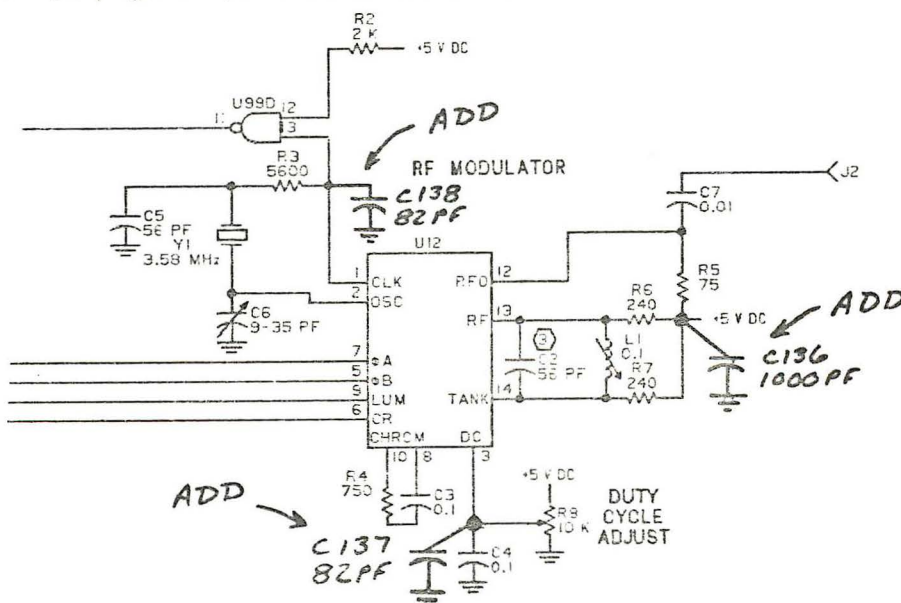 R2
2 K
+5 V DC
U99D
12
11
13
ADD
R3
5600
RF MODULATOR
C138
82PF
J2
C7
0.01
C5
56 PF
Y1
3.58 MHz
U12
1
CLK
12
RFO
R5
75
2
OSC
C6
9-35 PF
13
RF
R6
240
+5 V DC
ADD
3
C2
56 PF
L1
0.1
C136
1000PF
7
ΦA
5
ΦB
9
LUM
6
CR
14
TANK
R7
240
CHROM
DC
10
8
3
R4
750
C3
0.1
ADD
+5 V DC
R9
10 K
DUTY
CYCLE
ADJUST
C137
82PF
C4
0.1